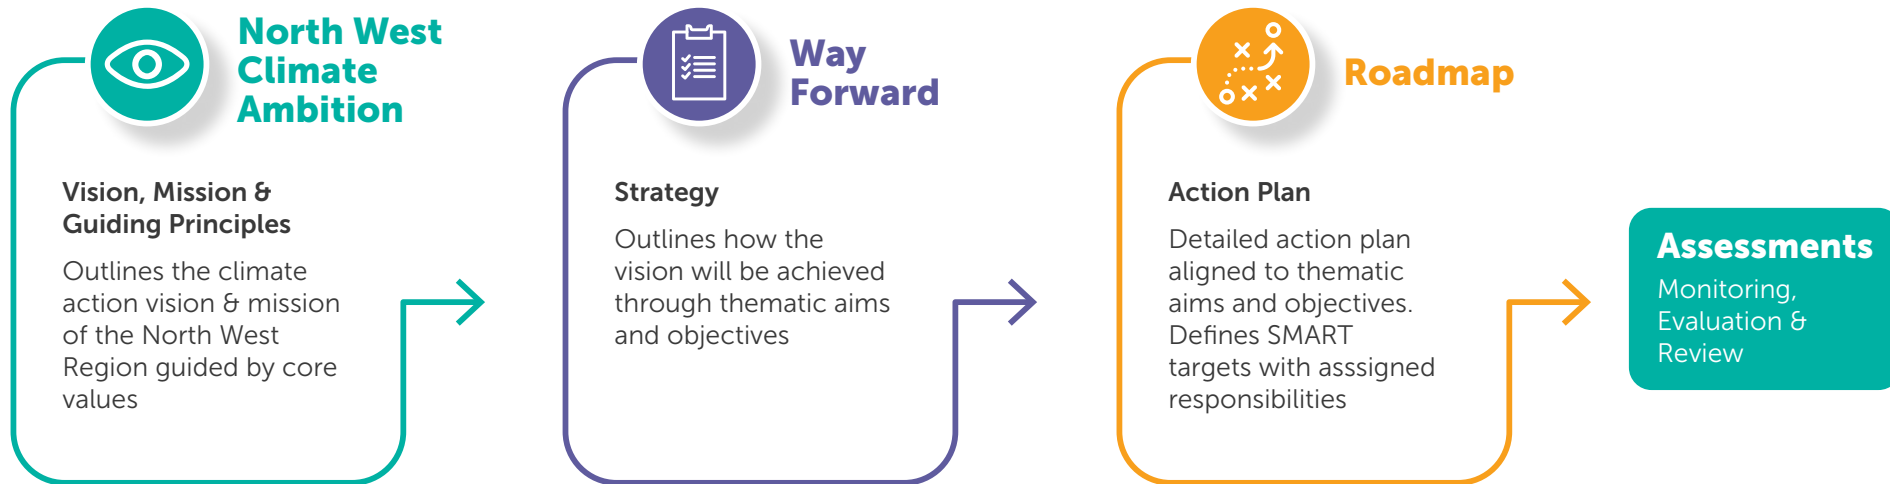 North West
Climate
Ambition
Vision, Mission &
Guiding Principles
Outlines the climate
action vision & mission
of the North West
Region guided by core
values
Way
Forward
Strategy
Outlines how the
vision will be achieved
through thematic aims
and objectives
Roadmap
Action Plan
Detailed action plan
aligned to thematic
aims and objectives.
Defines SMART
targets with asssigned
responsibilities
Assessments
Monitoring,
Evaluation &
Review